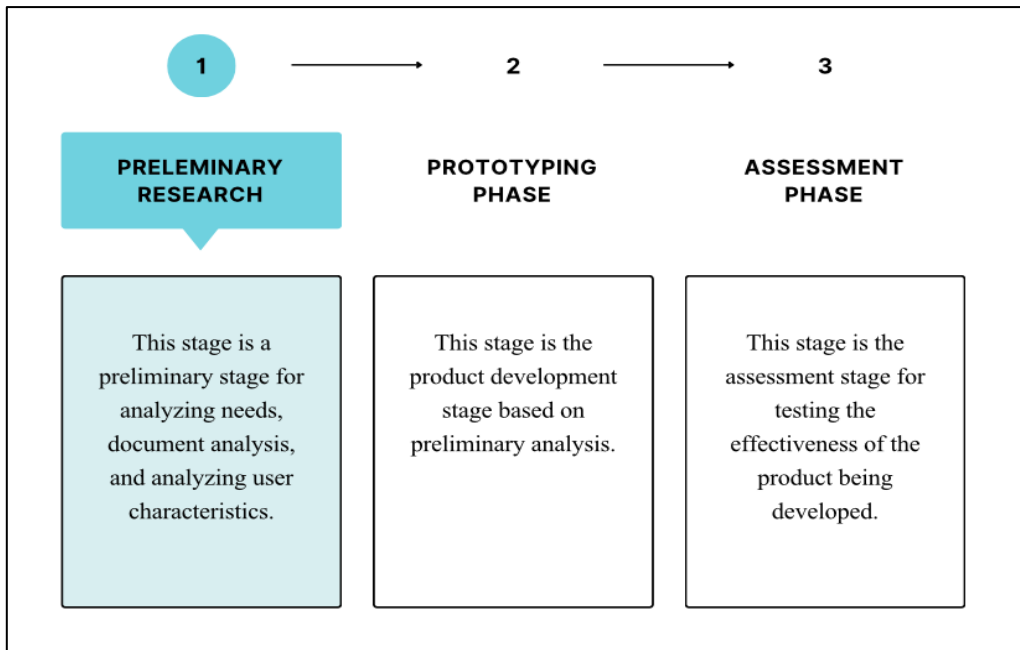 1
2
3
PRELEMINARY
RESEARCH
PROTOTYPING
PHASE
ASSESSMENT
PHASE
This stage is a
preliminary stage for
analyzing needs,
document analysis,
and analyzing user
characteristics.
This stage is the
product development
stage based on
preliminary analysis.
This stage is the
assessment stage for
testing the
effectiveness of the
product being
developed.